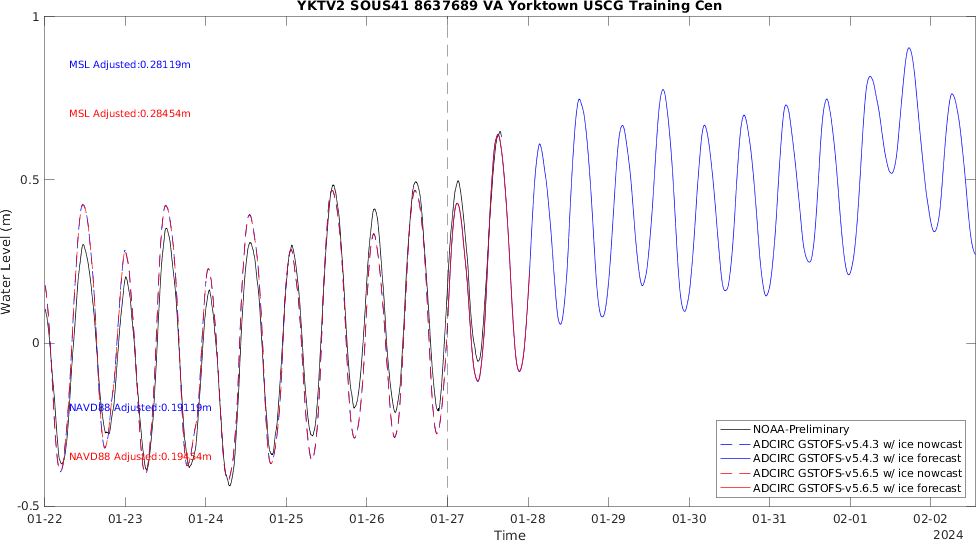 YKTV2 SOUS41 8637689 VA Yorktown USCG Training Cen
1
MSL Adjusted:0.28119m
MSL Adjusted:0.28454m
0.5
Water Level (m)
0
NAVD88 Adjusted:0.19119m
NAVD88 Adjusted:0.19454m
NOAA-Preliminary
ADCIRC GSTOFS-v5.4.3 w/ ice nowcast
ADCIRC GSTOFS-v5.4.3 w/ ice forecast
ADCIRC GSTOFS-v5.6.5 w/ ice nowcast
ADCIRC GSTOFS-v5.6.5 w/ ice forecast
-0.5
01-22 01-23 01-24 01-25 01-26 01-27 01-28 01-29 01-30 01-31 02-01 02-02
Time
2024